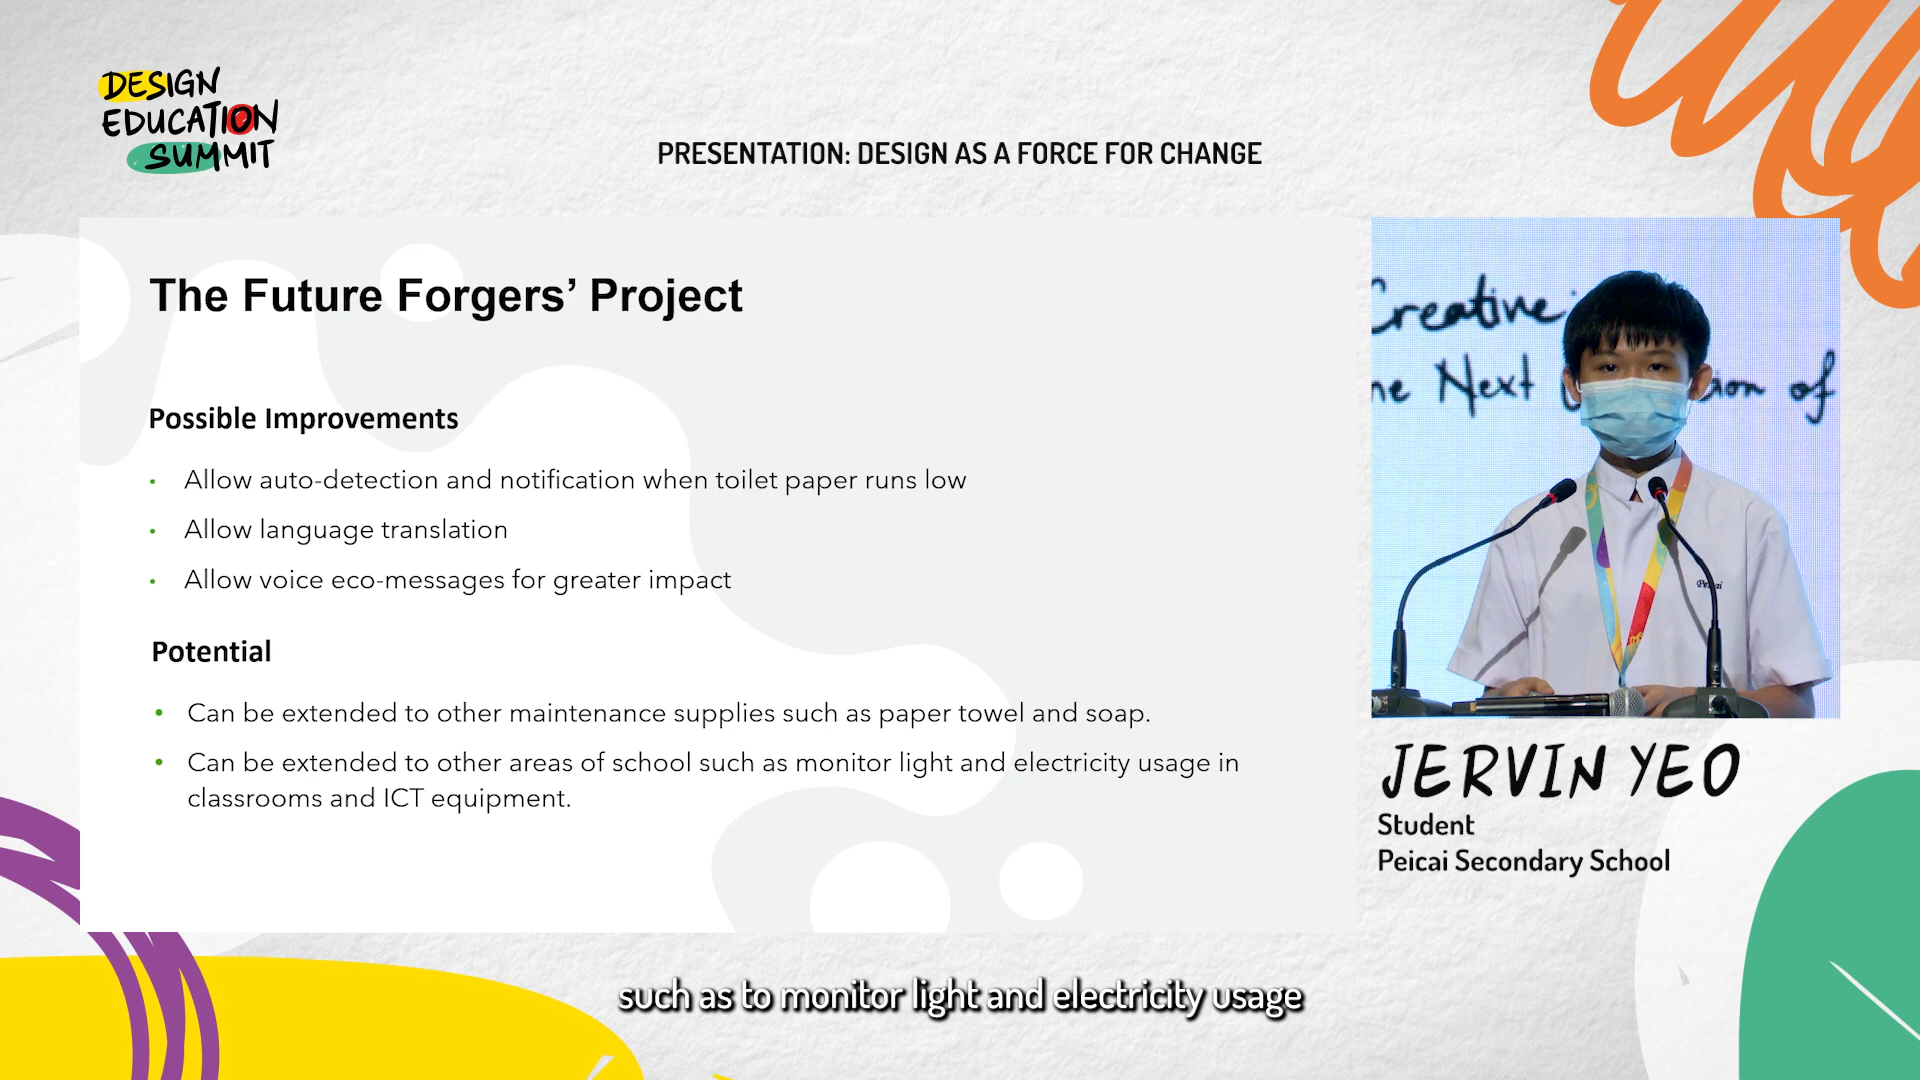 DESIGN
EDUCATION
SUMMIT
PRESENTATION: DESIGN AS A FORCE FOR CHANGE
The Future Forgers’ Project
Possible Improvements
• Allow auto-detection and notification when toilet paper runs low
• Allow language translation
• Allow voice eco-messages for greater impact
Potential
• Can be extended to other maintenance supplies such as paper towel and soap.
• Can be extended to other areas of school such as monitor light and electricity usage in
classrooms and ICT equipment.
Creative
Next
of
JERVIN YEO
Student
Peicai Secondary School
such as to monitor light and electricity usage